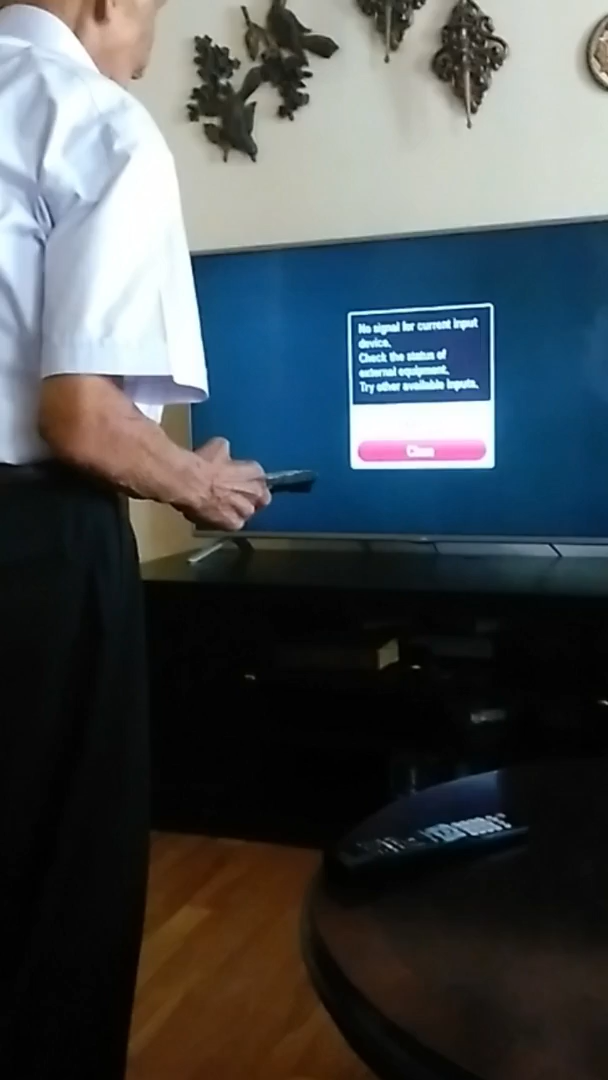 No signal for current input
device.
Check the status of
external equipment.
Try other available inputs.
Close